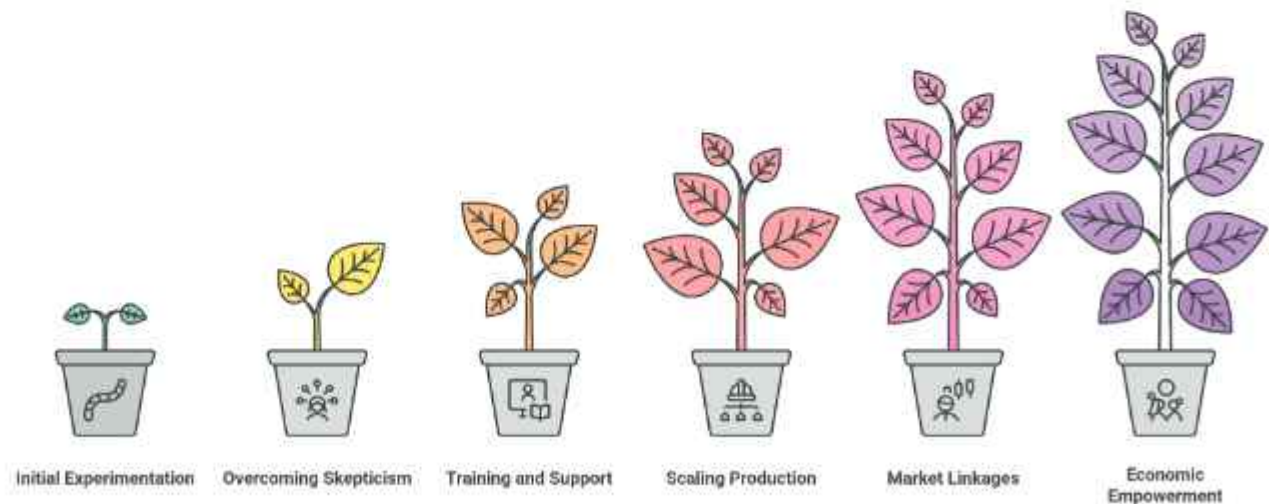 Initial Experimentation
Overcoming Skepticism
Training and Support
Scaling Production
Market Linkages
Economic
Empowerment